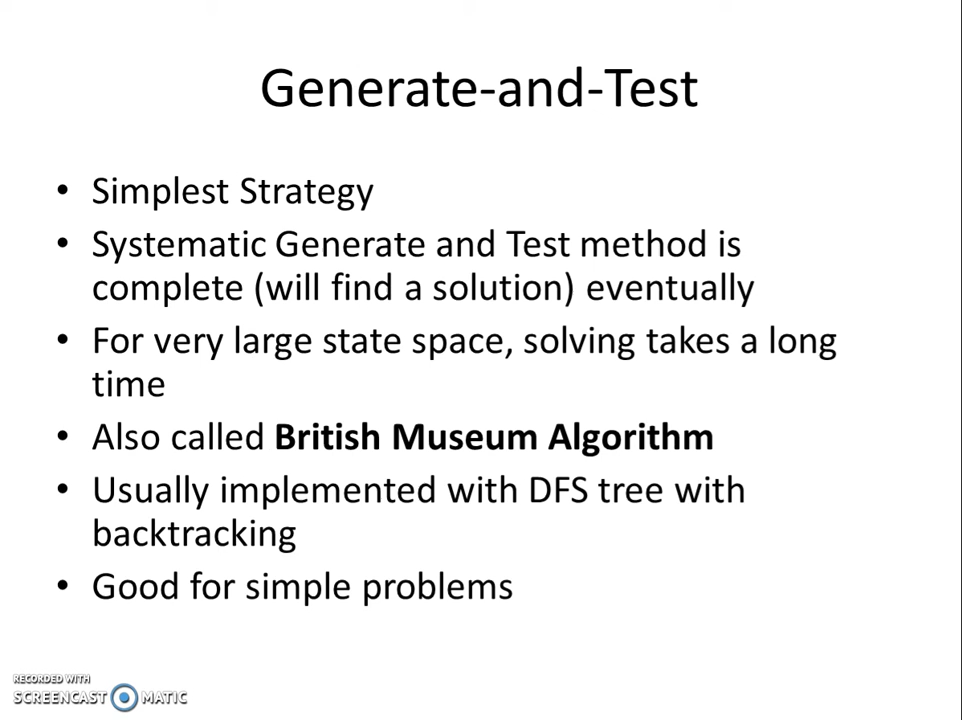 Generate-and-Test
• Simplest Strategy
• Systematic Generate and Test method is
complete (will find a solution) eventually
• For very large state space, solving takes a long
time
• Also called British Museum Algorithm
• Usually implemented with DFS tree with
backtracking
• Good for simple problems
RECORDED WITH
SCREENCAST MATIC